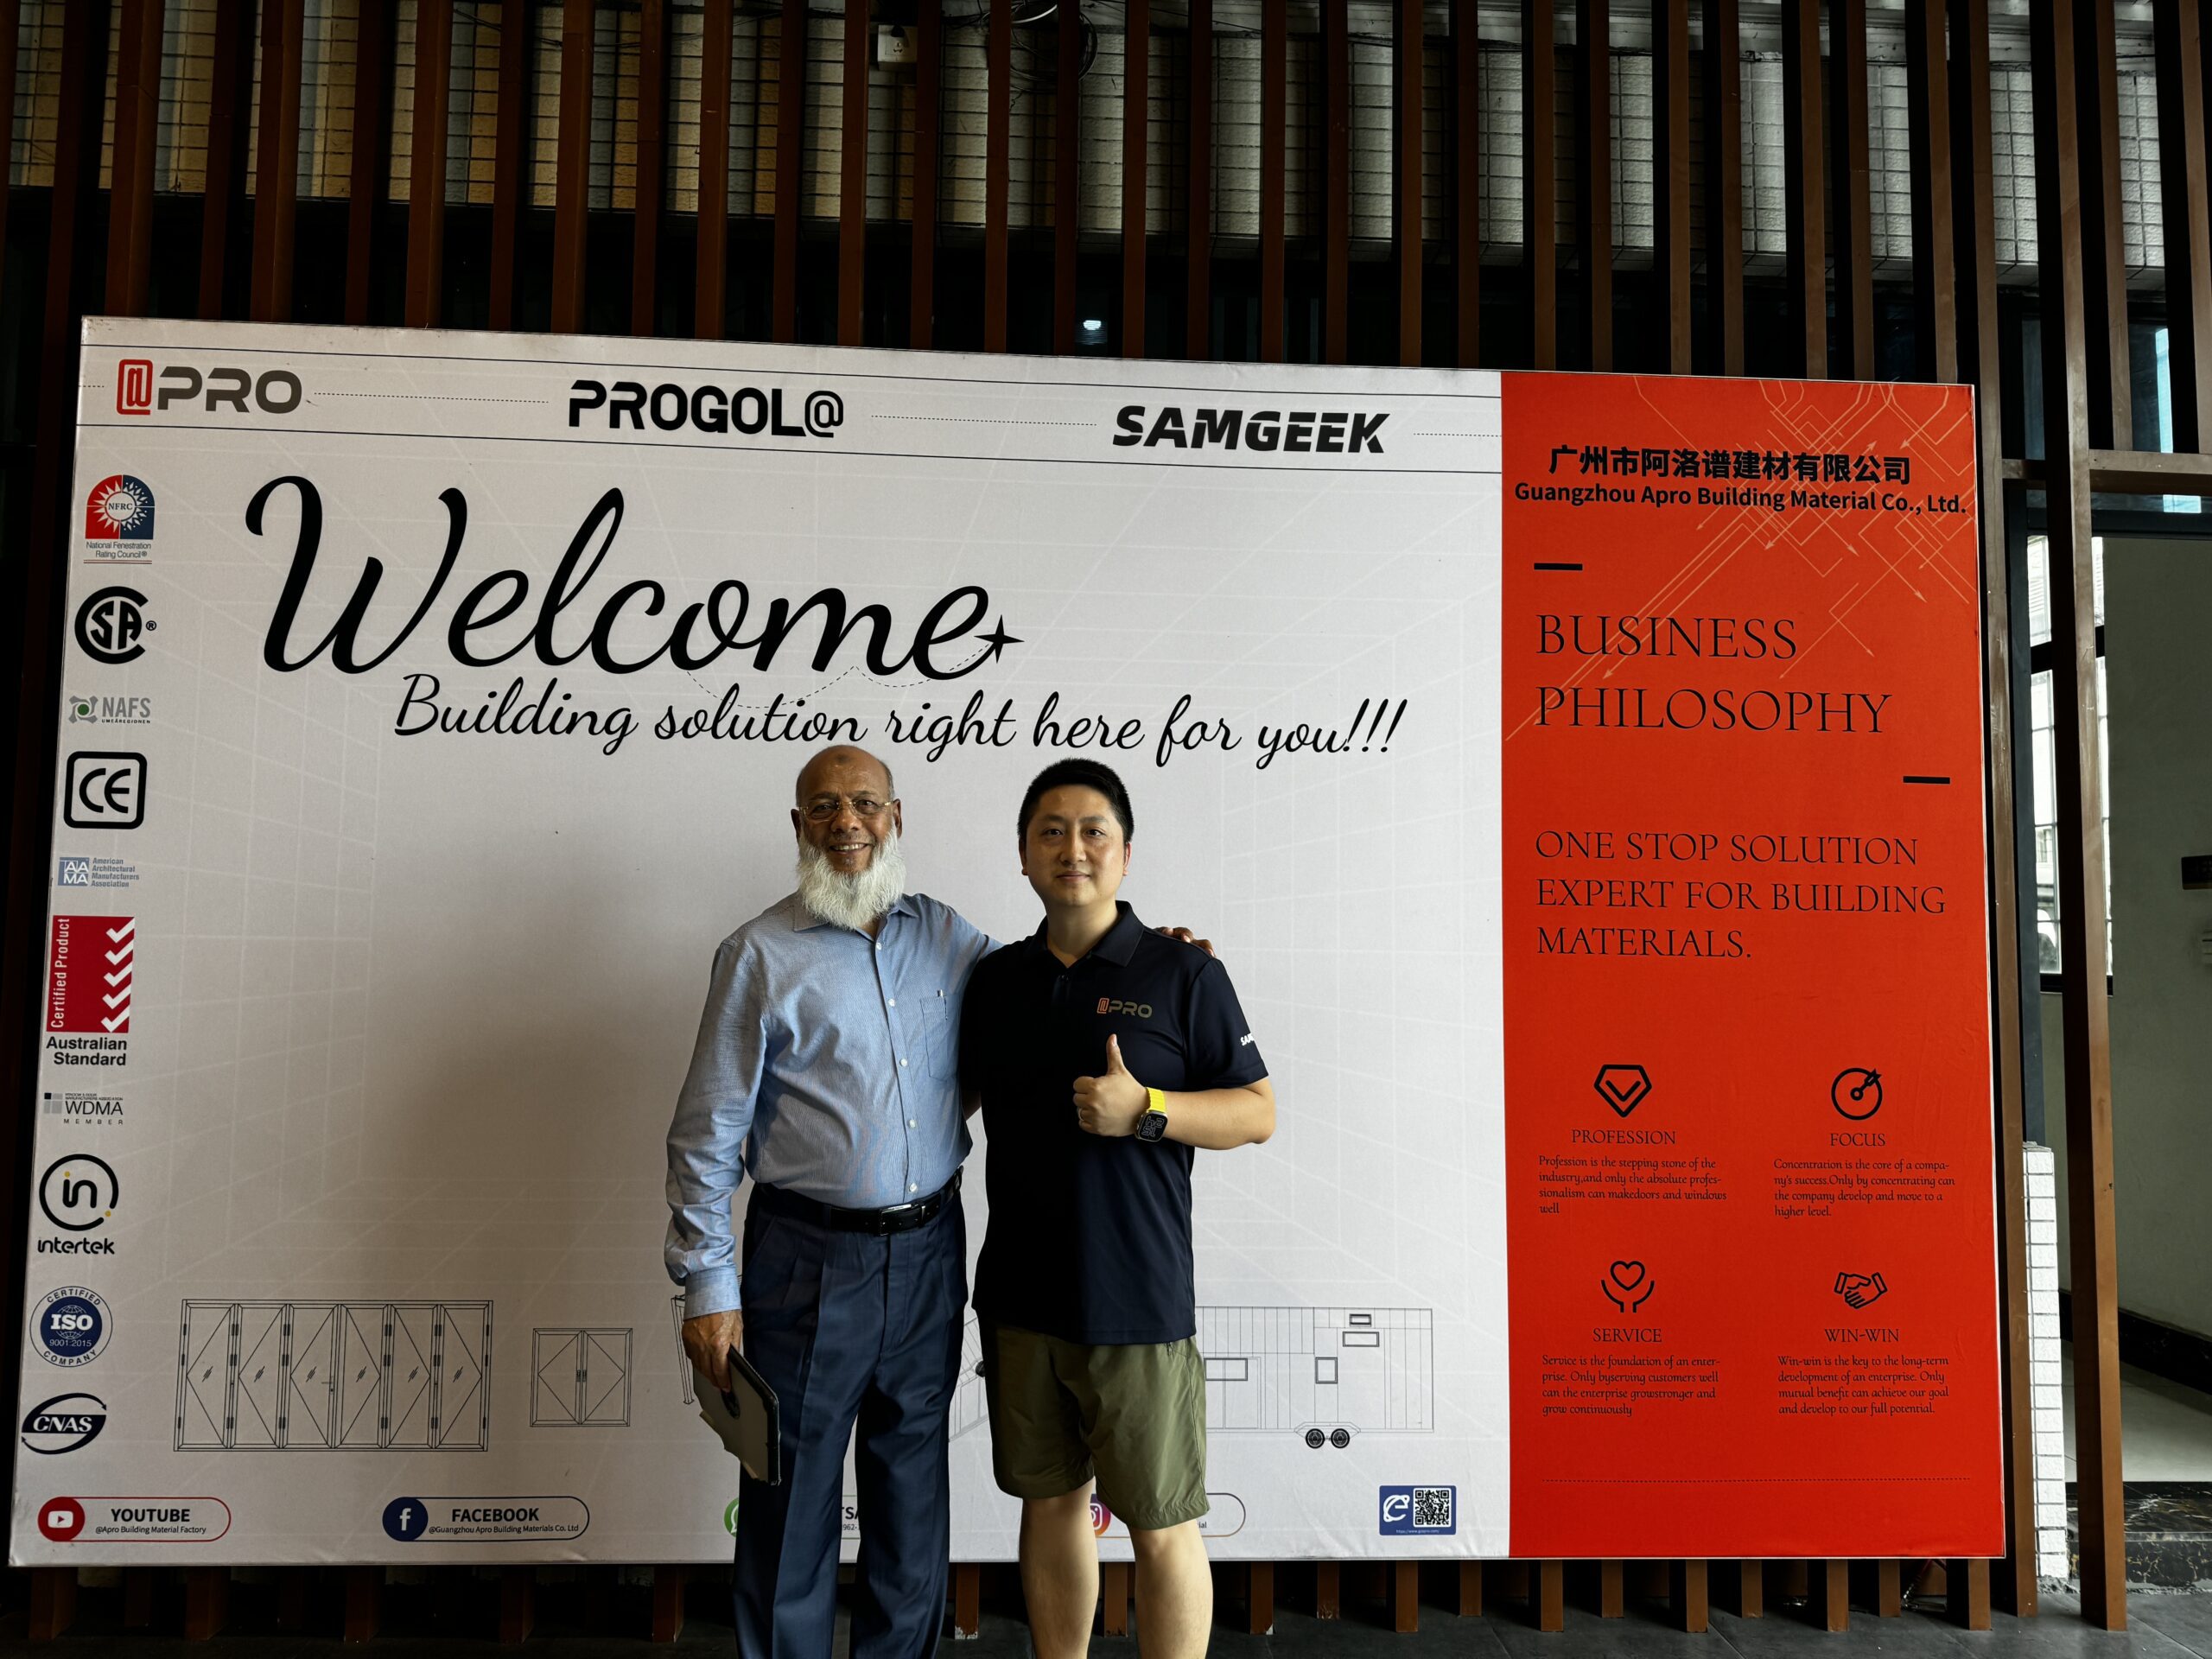 @PRO
PROGOL@
SAMGEEK
NFRC
National Fenestration
Rating Council®
Welcome
Building solution right here for you!!!
SA®
NAFS
UMEÅREGIONEN
CE
AAMA
American
Architectural
Manufacturers
Association
Certified Product
Australian
Standard
WDMA
MEMBER
in
intertek
CERTIFIED
ISO
9001:2015
COMPANY
CNAS
YOUTUBE
@Apro Building Material Factory
f
FACEBOOK
@Guangzhou Apro Building Materials Co. Ltd
@PRO
广州市阿洛谱建材有限公司
Guangzhou Apro Building Material Co., Ltd.
BUSINESS
PHILOSOPHY
ONE STOP SOLUTION
EXPERT FOR BUILDING
MATERIALS.
PROFESSION
Profession is the stepping stone of the
industry,and only the absolute profes-
sionalism can makedoors and windows
well
FOCUS
Concentration is the core of a compa-
ny's success.Only by concentrating can
the company develop and move to a
higher level.
SERVICE
Service is the foundation of an enter-
prise. Only byserving customers well
can the enterprise growstronger and
grow continuously
WIN-WIN
Win-win is the key to the long-term
development of an enterprise. Only
mutual benefit can achieve our goal
and develop to our full potential.